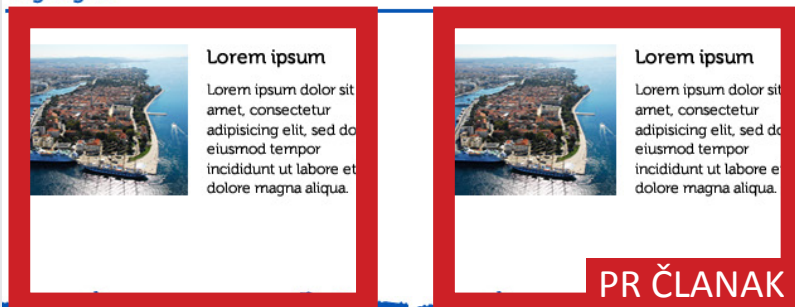 Lorem ipsum
Lorem ipsum dolor sit
amet, consectetur
adipisicing elit, sed do
eiusmod tempor
incididunt ut labore et
dolore magna aliqua.
Lorem ipsum
Lorem ipsum dolor sit
amet, consectetur
adipisicing elit, sed do
eiusmod tempor
incididunt ut labore et
dolore magna aliqua.
PR ČLANAK